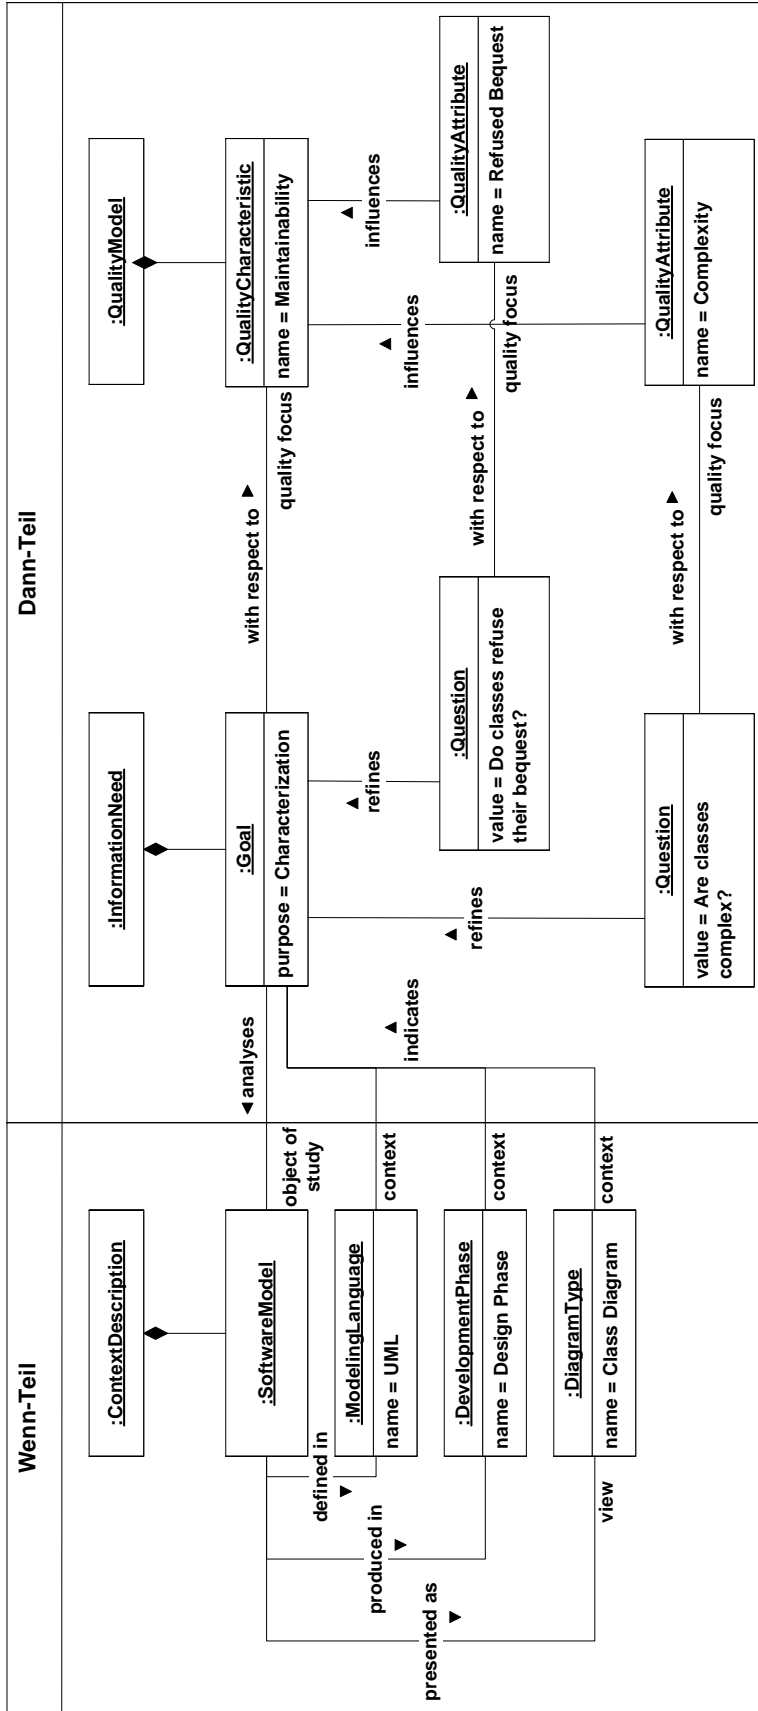 Wenn-Teil
Dann-Teil
:ContextDescription
:SoftwareModel
:ModelingLanguage
name = UML
:DevelopmentPhase
name = Design Phase
:DiagramType
name = Class Diagram
defined in
produced in
presented as
view
object of
study
context
context
context
analyses
indicates
:InformationNeed
:Goal
purpose = Characterization
refines
refines
:Question
value = Do classes refuse
their bequest?
:Question
value = Are classes
complex?
with respect to
quality focus
with respect to
quality focus
with respect to
quality focus
:QualityModel
:QualityCharacteristic
name = Maintainability
influences
influences
:QualityAttribute
name = Refused Bequest
:QualityAttribute
name = Complexity